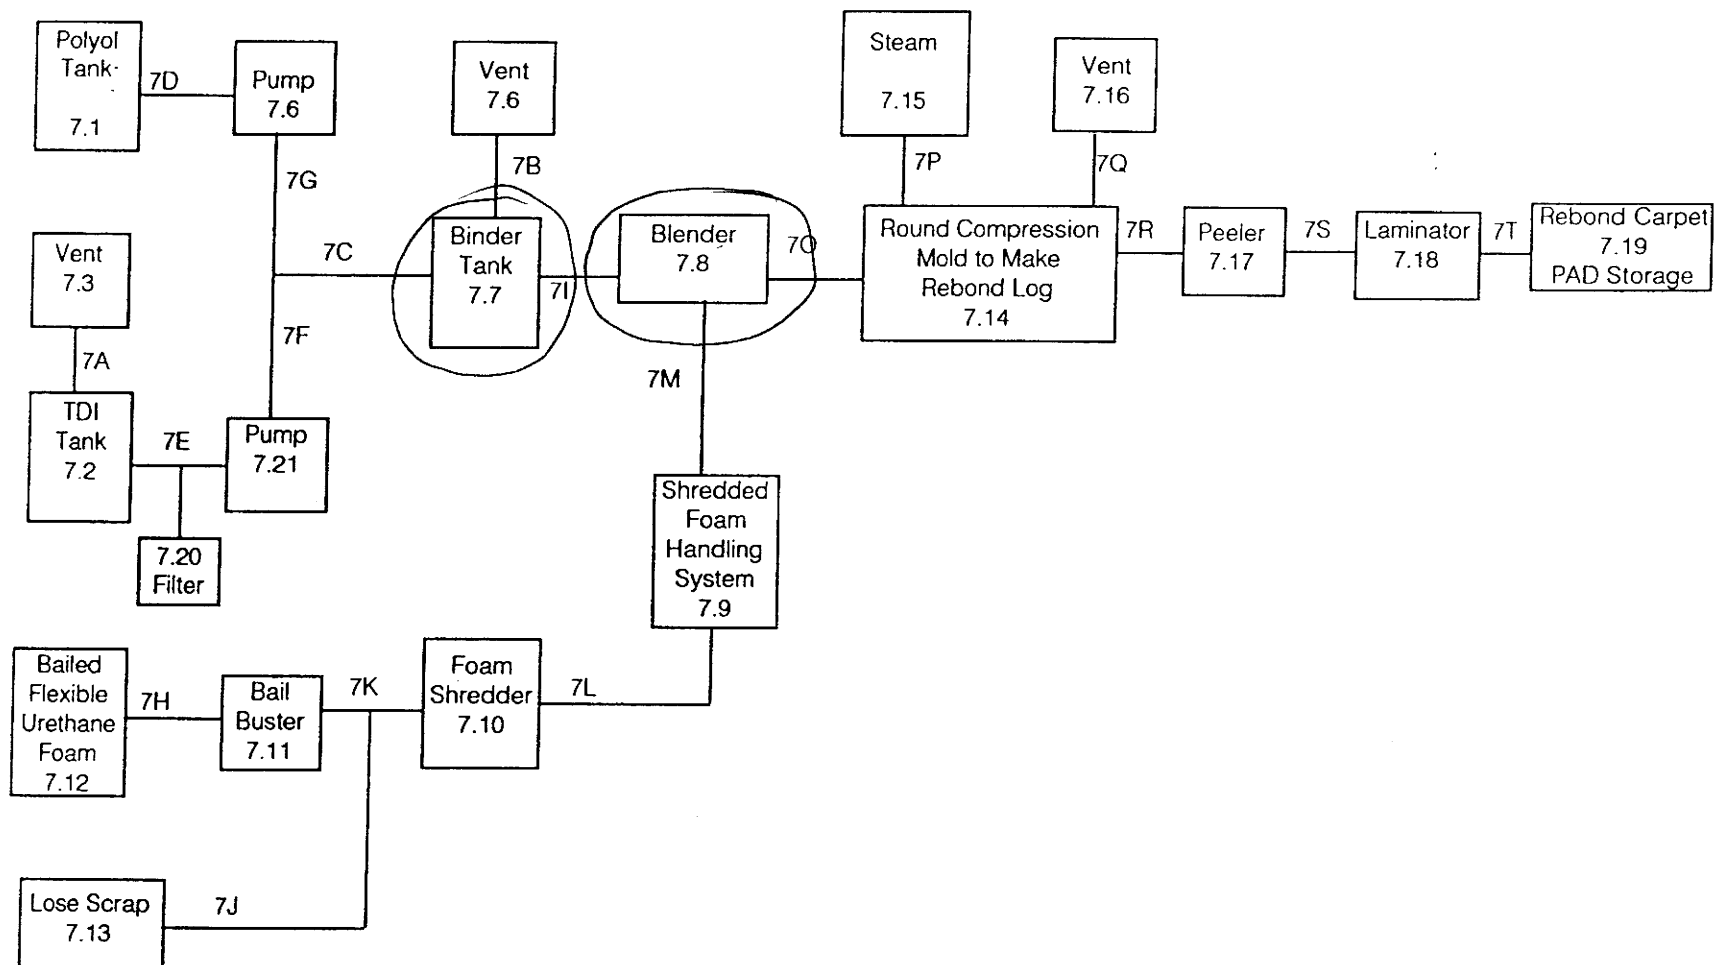 Polyol
Tank
7.1
7D
Pump
7.6
Vent
7.6
Steam
7.15
Vent
7.16
7G
7B
7P
7Q
Vent
7.3
7A
7C
Binder
Tank
7.7
7I
Blender
7.8
7O
Round Compression
Mold to Make
Rebond Log
7.14
7R
Peeler
7.17
7S
Laminator
7.18
7T
Rebond Carpet
7.19
PAD Storage
7F
7M
TDI
Tank
7.2
7E
Pump
7.21
7.20
Filter
Shredded
Foam
Handling
System
7.9
Bailed
Flexible
Urethane
Foam
7.12
7H
Bail
Buster
7.11
7K
Foam
Shredder
7.10
7L
Lose Scrap
7.13
7J